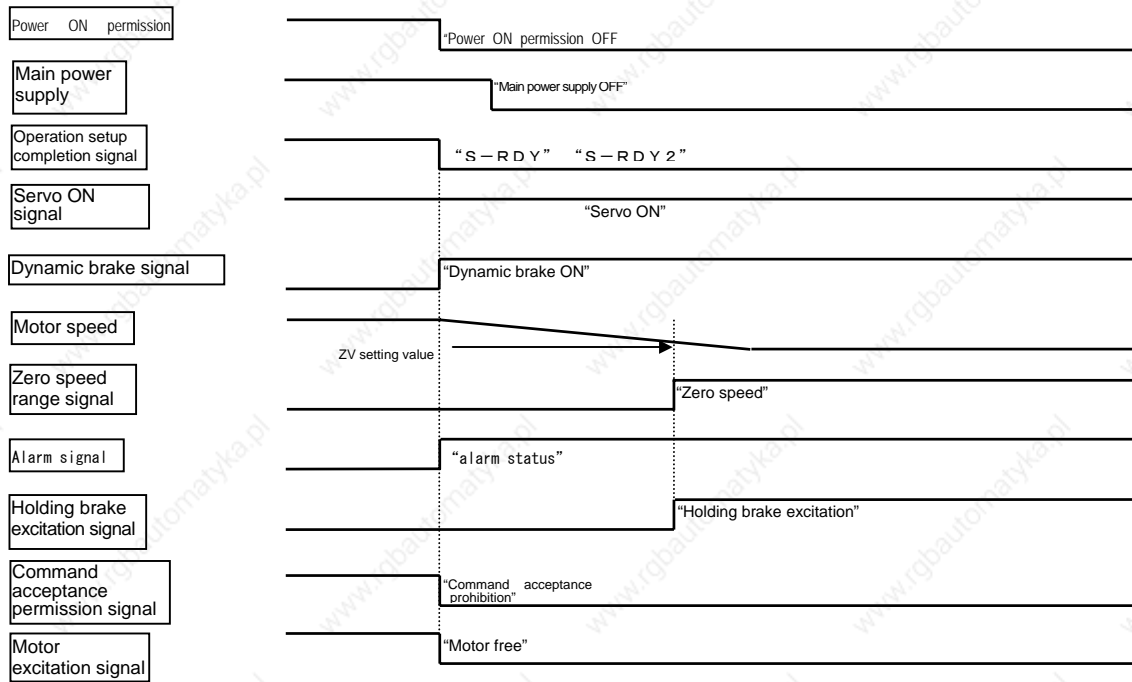 Power ON permission
"Power ON permission OFF
Main power
supply
"Main power supply OFF"
Operation setup
completion signal
"S-RDY" "S-RDY2"
Servo ON
signal
"Servo ON"
Dynamic brake signal
"Dynamic brake ON"
Motor speed
ZV setting value
Zero speed
range signal
"Zero speed"
Alarm signal
"alarm status"
Holding brake
excitation signal
"Holding brake excitation"
Command
acceptance
permission signal
"Command acceptance
prohibition"
Motor
excitation signal
"Motor free"
www.rgbautomatyka.pl